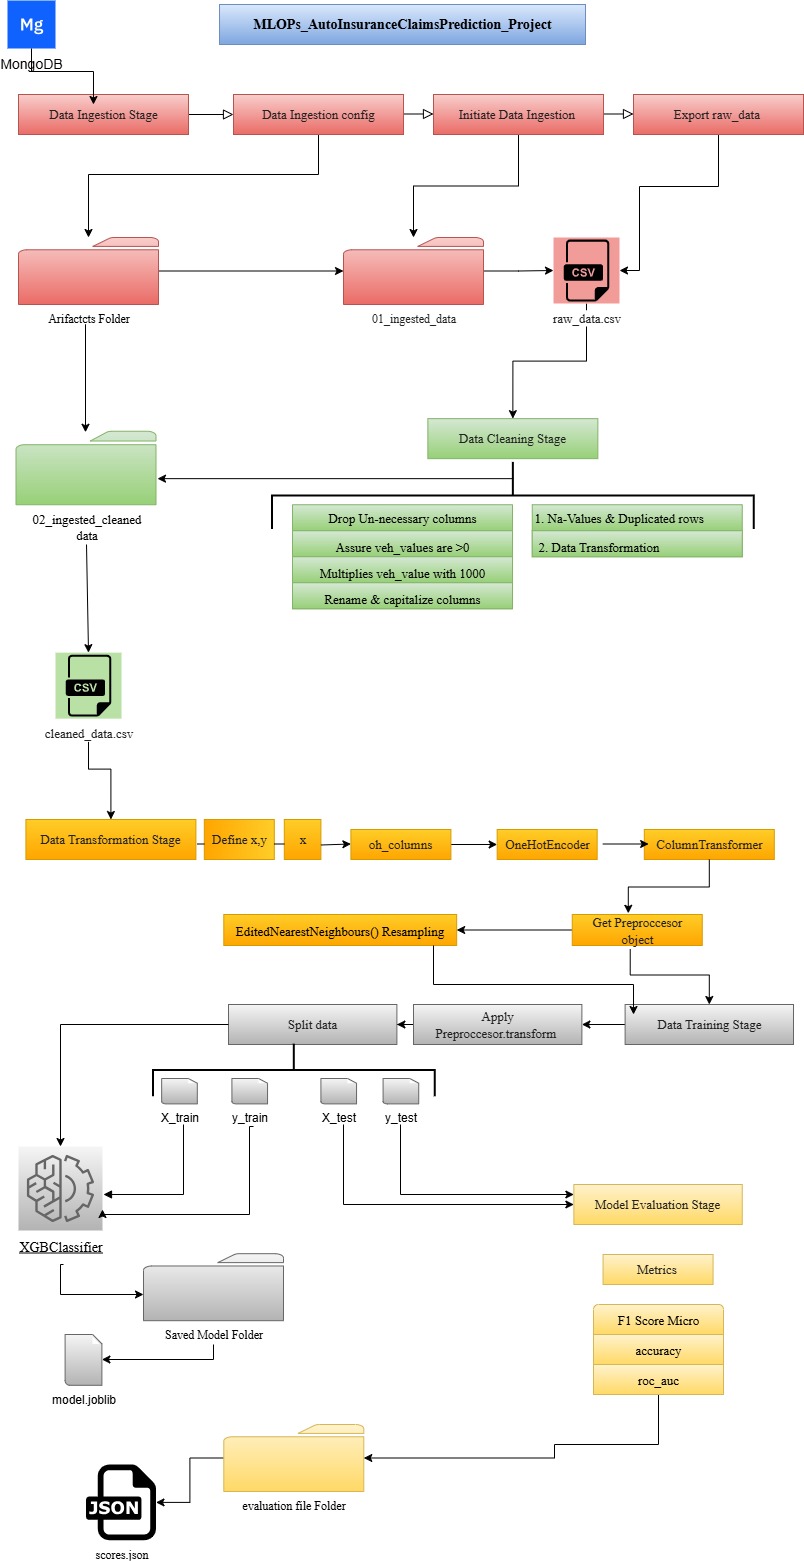 Mg
MLOPs_AutoInsuranceClaimsPrediction_Project
MongoDB
Data Ingestion Stage
Data Ingestion config
Initiate Data Ingestion
Export raw_data
CSV
Arifactcts Folder
01_ingested_data
raw_data.csv
Data Cleaning Stage
02_ingested_cleaned
data
Drop Un-necessary columns
Assure veh_values are >0
Multiplies veh_value with 1000
Rename & capitalize columns
1. Na-Values & Duplicated rows
2. Data Transformation
CSV
cleaned_data.csv
Data Transformation Stage
Define x,y
x
oh_columns
OneHotEncoder
ColumnTransformer
EditedNearestNeighbours() Resampling
Get Preproccesor
object
Split data
Apply
Preproccesor.transform
Data Training Stage
X_train
y_train
X_test
y_test
Model Evaluation Stage
XGBClassifier
Metrics
F1 Score Micro
accuracy
roc_auc
Saved Model Folder
model.joblib
evaluation file Folder
JSON
scores.json